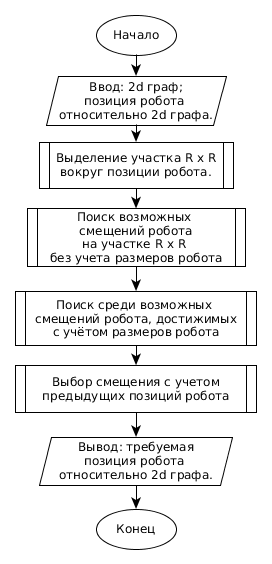 Начало
Ввод: 2d граф;
позиция робота
относительно 2d графа.
Выделение участка R x R
вокруг позиции робота.
Поиск возможных
смещений робота
на участке R x R
без учета размеров робота
Поиск среди возможных
смещений робота, достижимых
с учётом размеров робота
Выбор смещения с учетом
предыдущих позиций робота
Вывод: требуемая
позиция робота
относительно 2d графа.
Конец